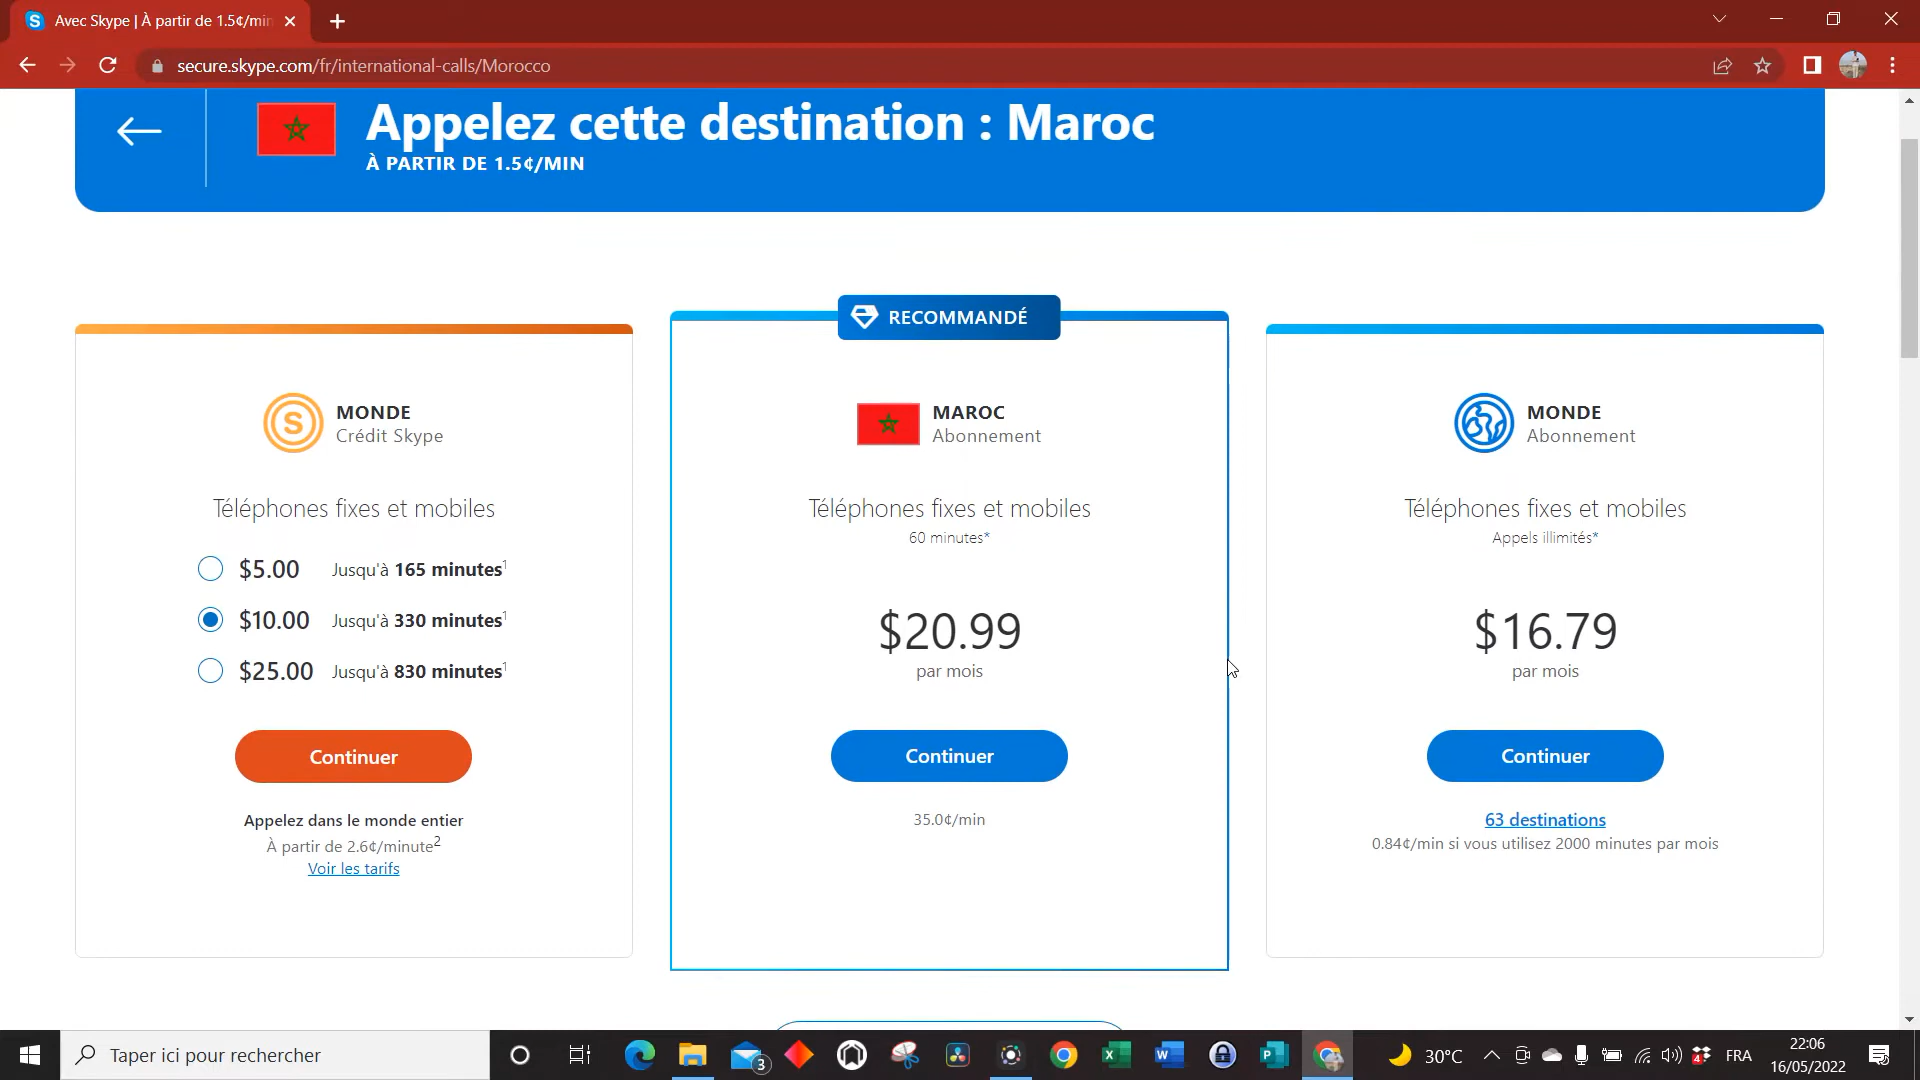 Avec Skype | À partir de 1.5¢/min
secure.skype.com/fr/international-calls/Morocco
Appelez cette destination : Maroc
À PARTIR DE 1.5¢/MIN
RECOMMANDÉ
S
MONDE
Crédit Skype
Téléphones fixes et mobiles
$5.00 Jusqu'à 165 minutes¹
$10.00 Jusqu'à 330 minutes¹
$25.00 Jusqu'à 830 minutes¹
Continuer
Appelez dans le monde entier
À partir de 2.6¢/minute²
Voir les tarifs
MAROC
Abonnement
Téléphones fixes et mobiles
60 minutes*
$20.99
par mois
Continuer
35.0¢/min
MONDE
Abonnement
Téléphones fixes et mobiles
Appels illimités*
$16.79
par mois
Continuer
63 destinations
0.84¢/min si vous utilisez 2000 minutes par mois
Taper ici pour rechercher
3
30°C
4
FRA
22:06
16/05/2022